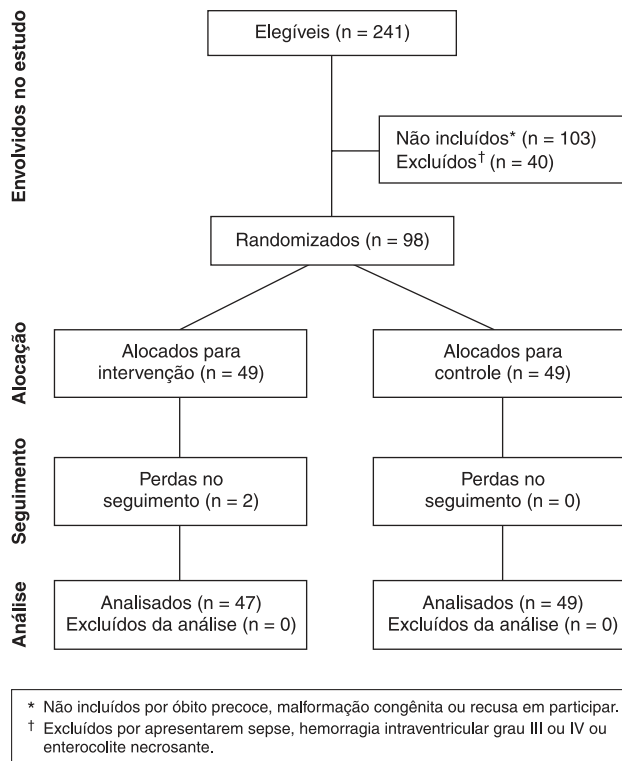 Envolvidos no estudo
Elegíveis (n = 241)
Não incluídos* (n = 103)
Excluídos† (n = 40)
Randomizados (n = 98)
Alocação
Alocados para
intervenção (n = 49)
Alocados para
controle (n = 49)
Seguimento
Perdas no
seguimento (n = 2)
Perdas no
seguimento (n = 0)
Análise
Analisados (n = 47)
Excluídos da análise (n = 0)
Analisados (n = 49)
Excluídos da análise (n = 0)
* Não incluídos por óbito precoce, malformação congênita ou recusa em participar.
† Excluídos por apresentarem sepse, hemorragia intraventricular grau III ou IV ou
enterocolite necrosante.